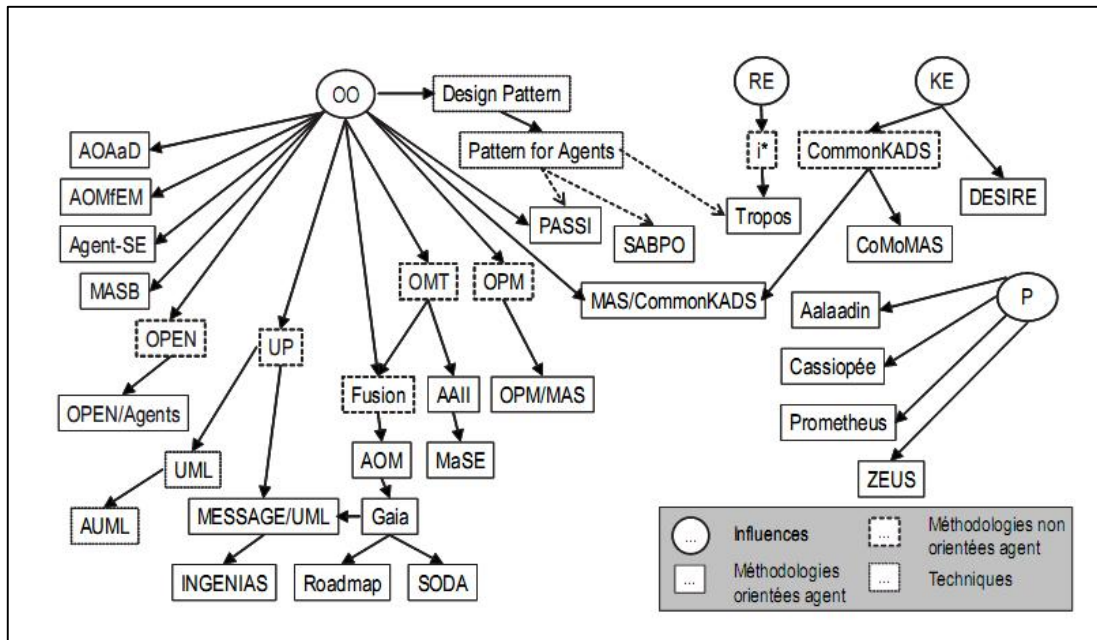 RE
KE
OO
Design Pattern
AOAaD
Pattern for Agents
i*
CommonKADS
AOMfEM
DESIRE
PASSI
Tropos
Agent-SE
SABPO
CoMoMAS
MASB
OMT
OPM
MAS/CommonKADS
P
Aalaadin
OPEN
UP
Cassiopée
Fusion
AAII
OPM/MAS
OPEN/Agents
Prometheus
UML
AOM
MaSE
ZEUS
AUML
MESSAGE/UML
Gaia
INGENIAS
Roadmap
SODA
...
Influences
...
Méthodologies non
orientées agent
...
Méthodologies
orientées agent
...
Techniques